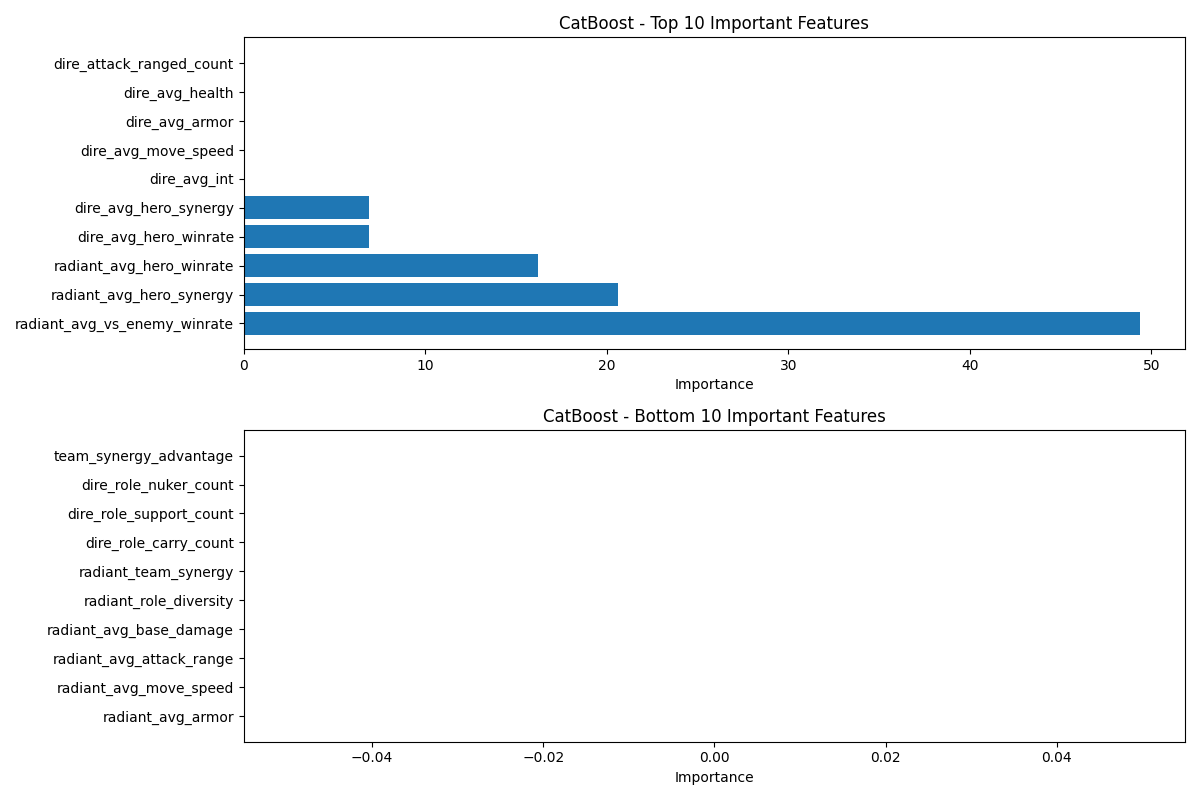 CatBoost - Top 10 Important Features
dire_attack_ranged_count
dire_avg_health
dire_avg_armor
dire_avg_move_speed
dire_avg_int
dire_avg_hero_synergy
dire_avg_hero_winrate
radiant_avg_hero_winrate
radiant_avg_hero_synergy
radiant_avg_vs_enemy_winrate
0 10 20 30 40 50
Importance
CatBoost - Bottom 10 Important Features
team_synergy_advantage
dire_role_nuker_count
dire_role_support_count
dire_role_carry_count
radiant_team_synergy
radiant_role_diversity
radiant_avg_base_damage
radiant_avg_attack_range
radiant_avg_move_speed
radiant_avg_armor
−0.04 −0.02 0.00 0.02 0.04
Importance